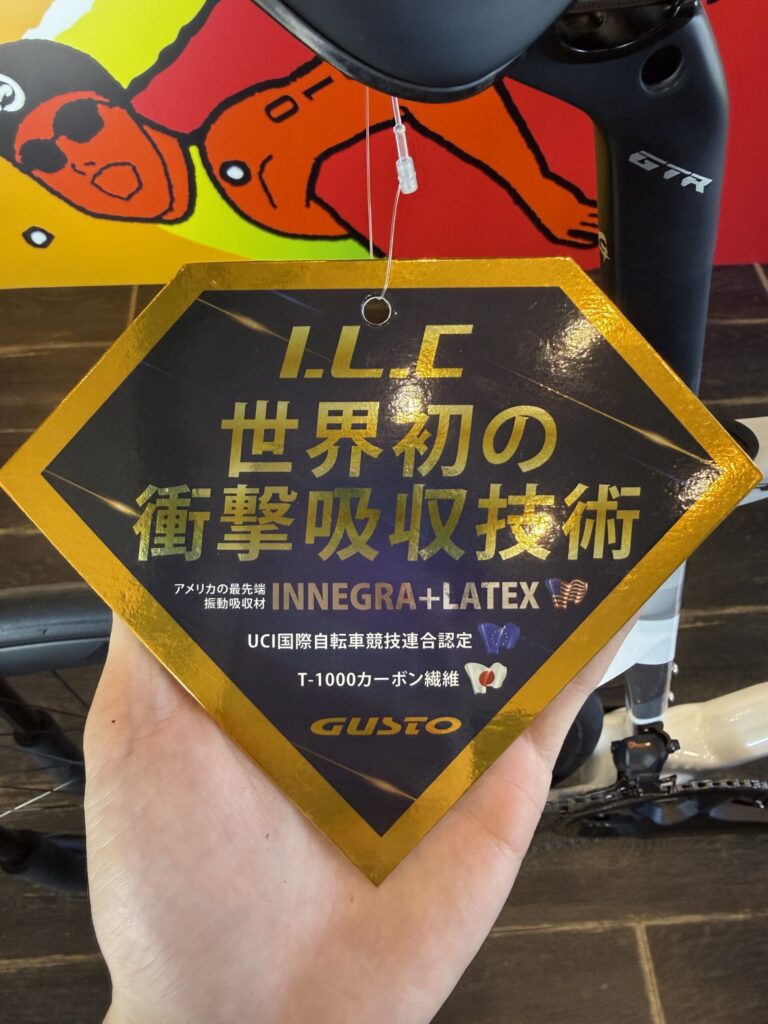 GTR
I.L.C
世界初の
衝撃吸収技術
アメリカの最先端
振動吸収材 INNEGRA+LATEX
UCI国際自転車競技連合認定
T-1000カーボン繊維
GUSTO